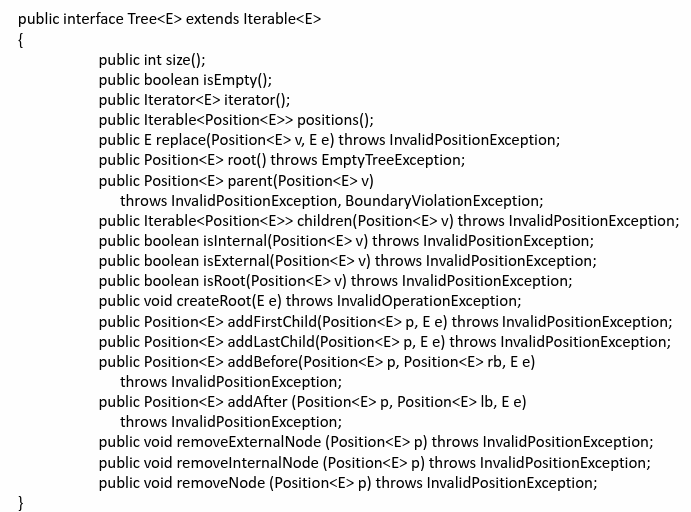 public interface Tree<E> extends Iterable<E>
{
public int size();
public boolean isEmpty();
public Iterator<E> iterator();
public Iterable<Position<E>> positions();
public E replace(Position<E> v, E e) throws InvalidPositionException;
public Position<E> root() throws EmptyTreeException;
public Position<E> parent(Position<E> v)
throws InvalidPositionException, BoundaryViolationException;
public Iterable<Position<E>> children(Position<E> v) throws InvalidPositionException;
public boolean isInternal(Position<E> v) throws InvalidPositionException;
public boolean isExternal(Position<E> v) throws InvalidPositionException;
public boolean isRoot(Position<E> v) throws InvalidPositionException;
public void createRoot(E e) throws InvalidOperationException;
public Position<E> addFirstChild(Position<E> p, E e) throws InvalidPositionException;
public Position<E> addLastChild(Position<E> p, E e) throws InvalidPositionException;
public Position<E> addBefore(Position<E> p, Position<E> rb, E e)
throws InvalidPositionException;
public Position<E> addAfter (Position<E> p, Position<E> lb, E e)
throws InvalidPositionException;
public void removeExternalNode (Position<E> p) throws InvalidPositionException;
public void removeInternalNode (Position<E> p) throws InvalidPositionException;
public void removeNode (Position<E> p) throws InvalidPositionException;
}